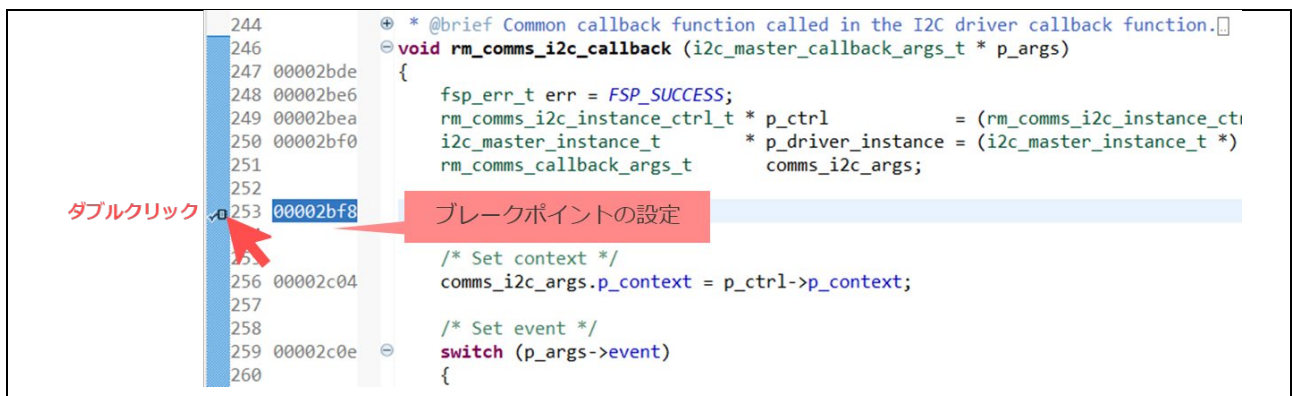 244 * @brief Common callback function called in the I2C driver callback function.
246 void rm_comms_i2c_callback (i2c_master_callback_args_t * p_args)
247 00002bde {
248 00002be6 fsp_err_t err = FSP_SUCCESS;
249 00002bea rm_comms_i2c_instance_ctrl_t * p_ctrl = (rm_comms_i2c_instance_ct
250 00002bf0 i2c_master_instance_t * p_driver_instance = (i2c_master_instance_t *)
251 rm_comms_callback_args_t comms_i2c_args;
252
ダブルクリック 253 00002bf8 ブレークポイントの設定
/* Set context */
256 00002c04 comms_i2c_args.p_context = p_ctrl->p_context;
257
258 /* Set event */
259 00002c0e switch (p_args->event)
260 {